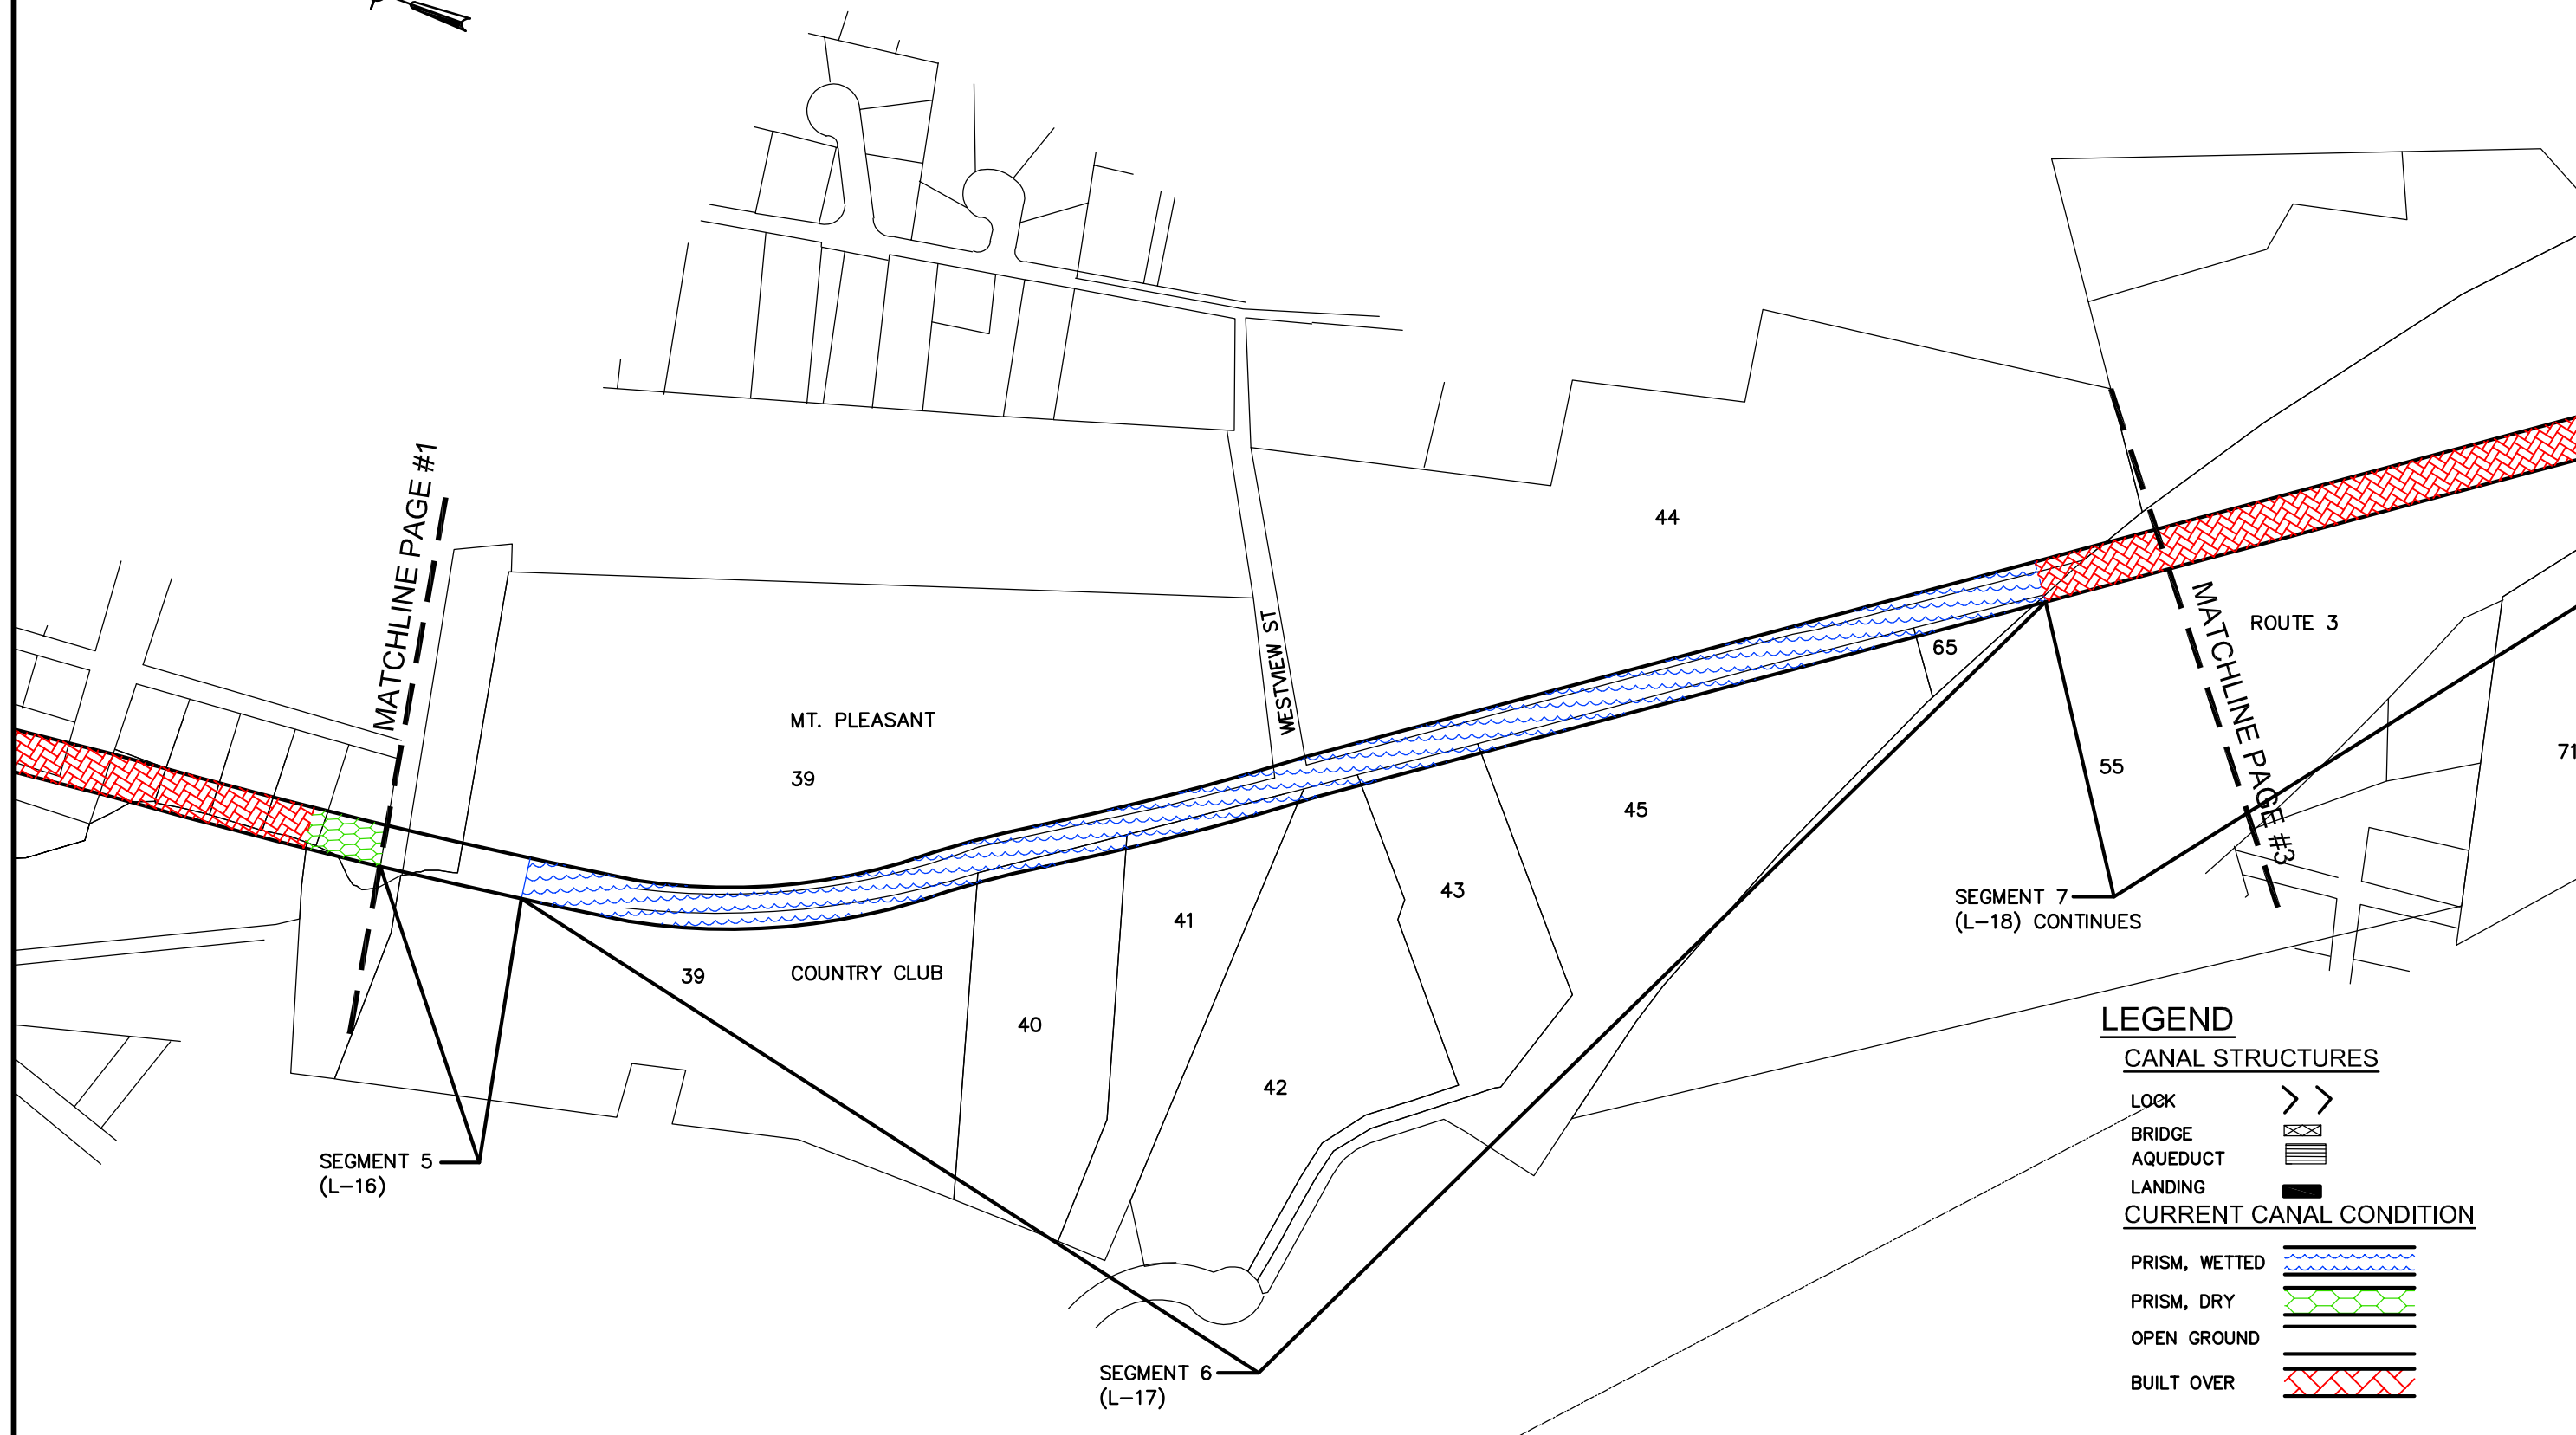 MATCHLINE PAGE #1
44
WESTVIEW ST
MT. PLEASANT
39
65
ROUTE 3
MATCHLINE PAGE #3
71
55
45
43
41
SEGMENT 7
(L-18) CONTINUES
39
COUNTRY CLUB
40
42
SEGMENT 5
(L-16)
SEGMENT 6
(L-17)
LEGEND
CANAL STRUCTURES
LOCK
BRIDGE
AQUEDUCT
LANDING
CURRENT CANAL CONDITION
PRISM, WETTED
PRISM, DRY
OPEN GROUND
BUILT OVER